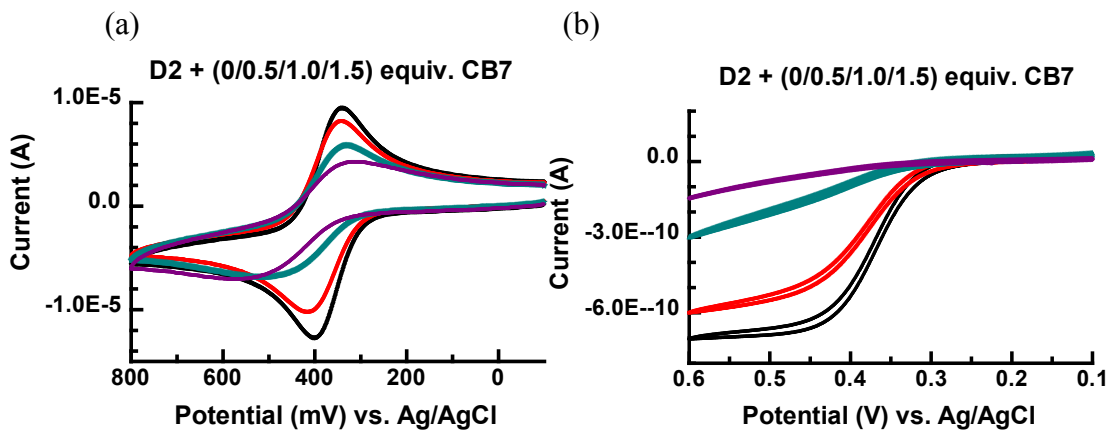 (a)
D2 + (0/0.5/1.0/1.5) equiv. CB7
1.0E-5
0.0
-1.0E-5
Current (A)
800 600 400 200 0
Potential (mV) vs. Ag/AgCl
(b)
D2 + (0/0.5/1.0/1.5) equiv. CB7
0.0
-3.0E--10
-6.0E--10
Current (A)
0.6 0.5 0.4 0.3 0.2 0.1
Potential (V) vs. Ag/AgCl